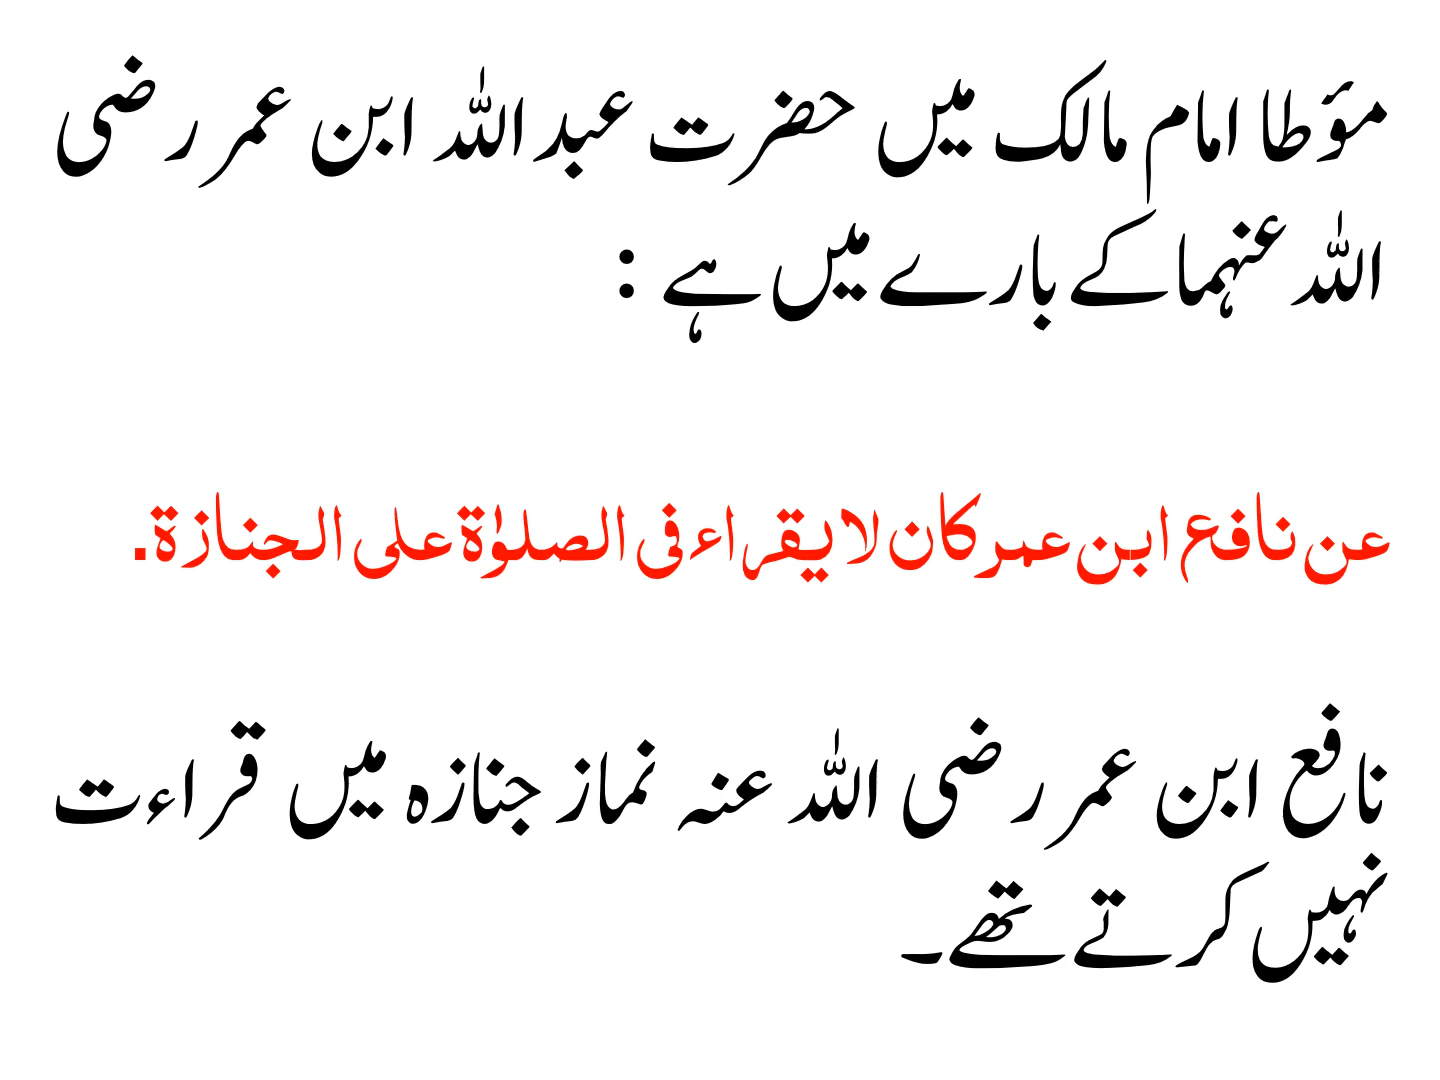 مؤطا امام مالک میں حضرت عبد اللہ ابن عمر رضی
اللہ عنہما کے بارے میں ہے :
عن نافع ابن عمر کان لا یقراء فی الصلوٰۃ علی الجنازۃ.
نافع ابن عمر رضی اللہ عنہ نماز جنازہ میں قراءت
نہیں کرتے تھے۔